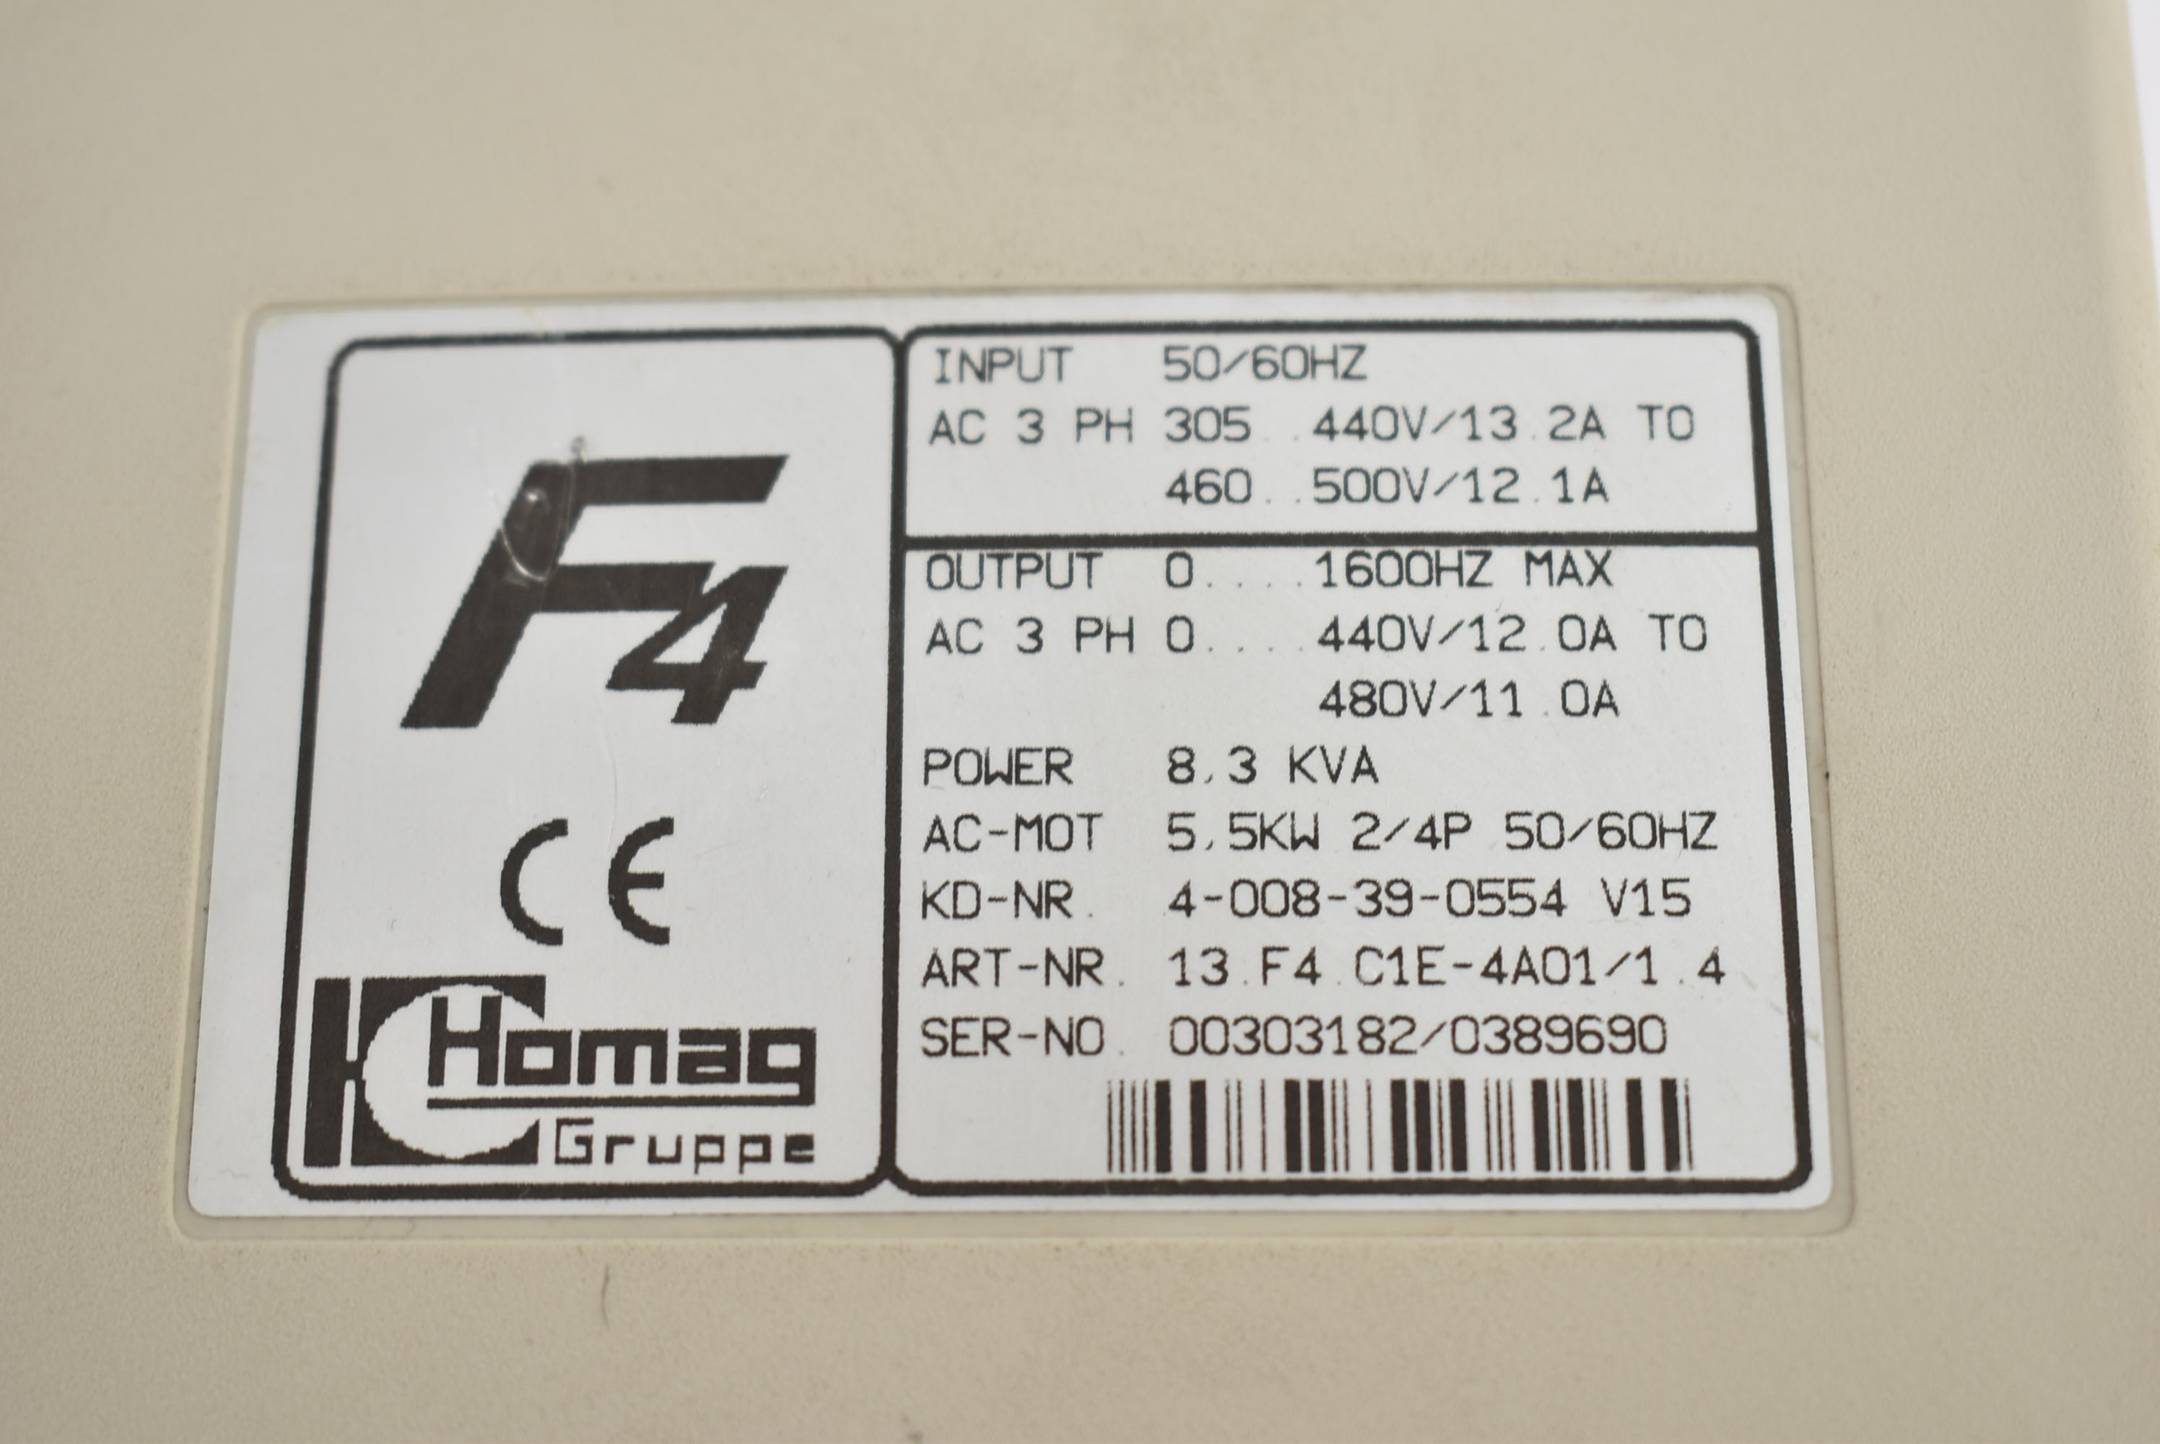 F4
CE
Homag
Gruppe
INPUT 50/60HZ
AC 3 PH 305..440V/13.2A TO
460..500V/12.1A
OUTPUT 0....1600HZ MAX
AC 3 PH 0....440V/12.0A TO
480V/11.0A
POWER 8,3 KVA
AC-MOT 5,5KW 2/4P 50/60HZ
KD-NR. 4-008-39-0554 V15
ART-NR. 13.F4.C1E-4A01/1.4
SER-NO. 00303182/0389690